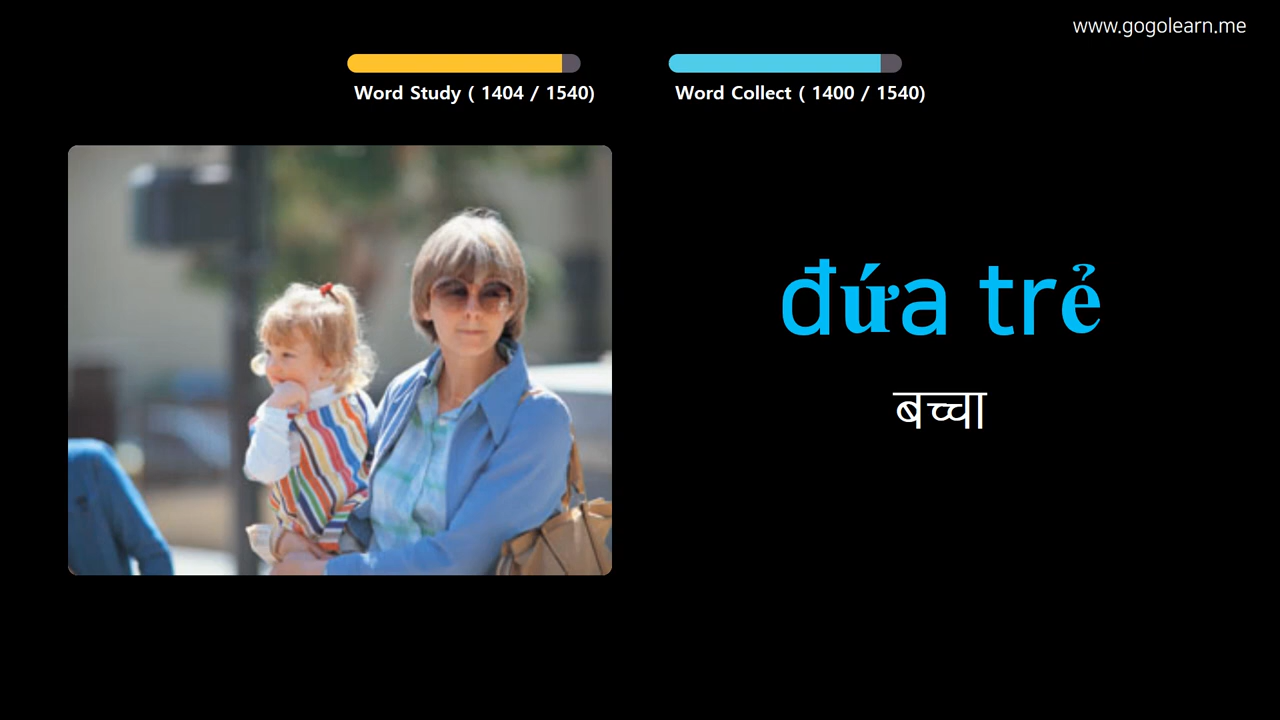 www.gogolearn.me
Word Study ( 1404 / 1540)
Word Collect ( 1400 / 1540)
đứa trẻ
बच्चा